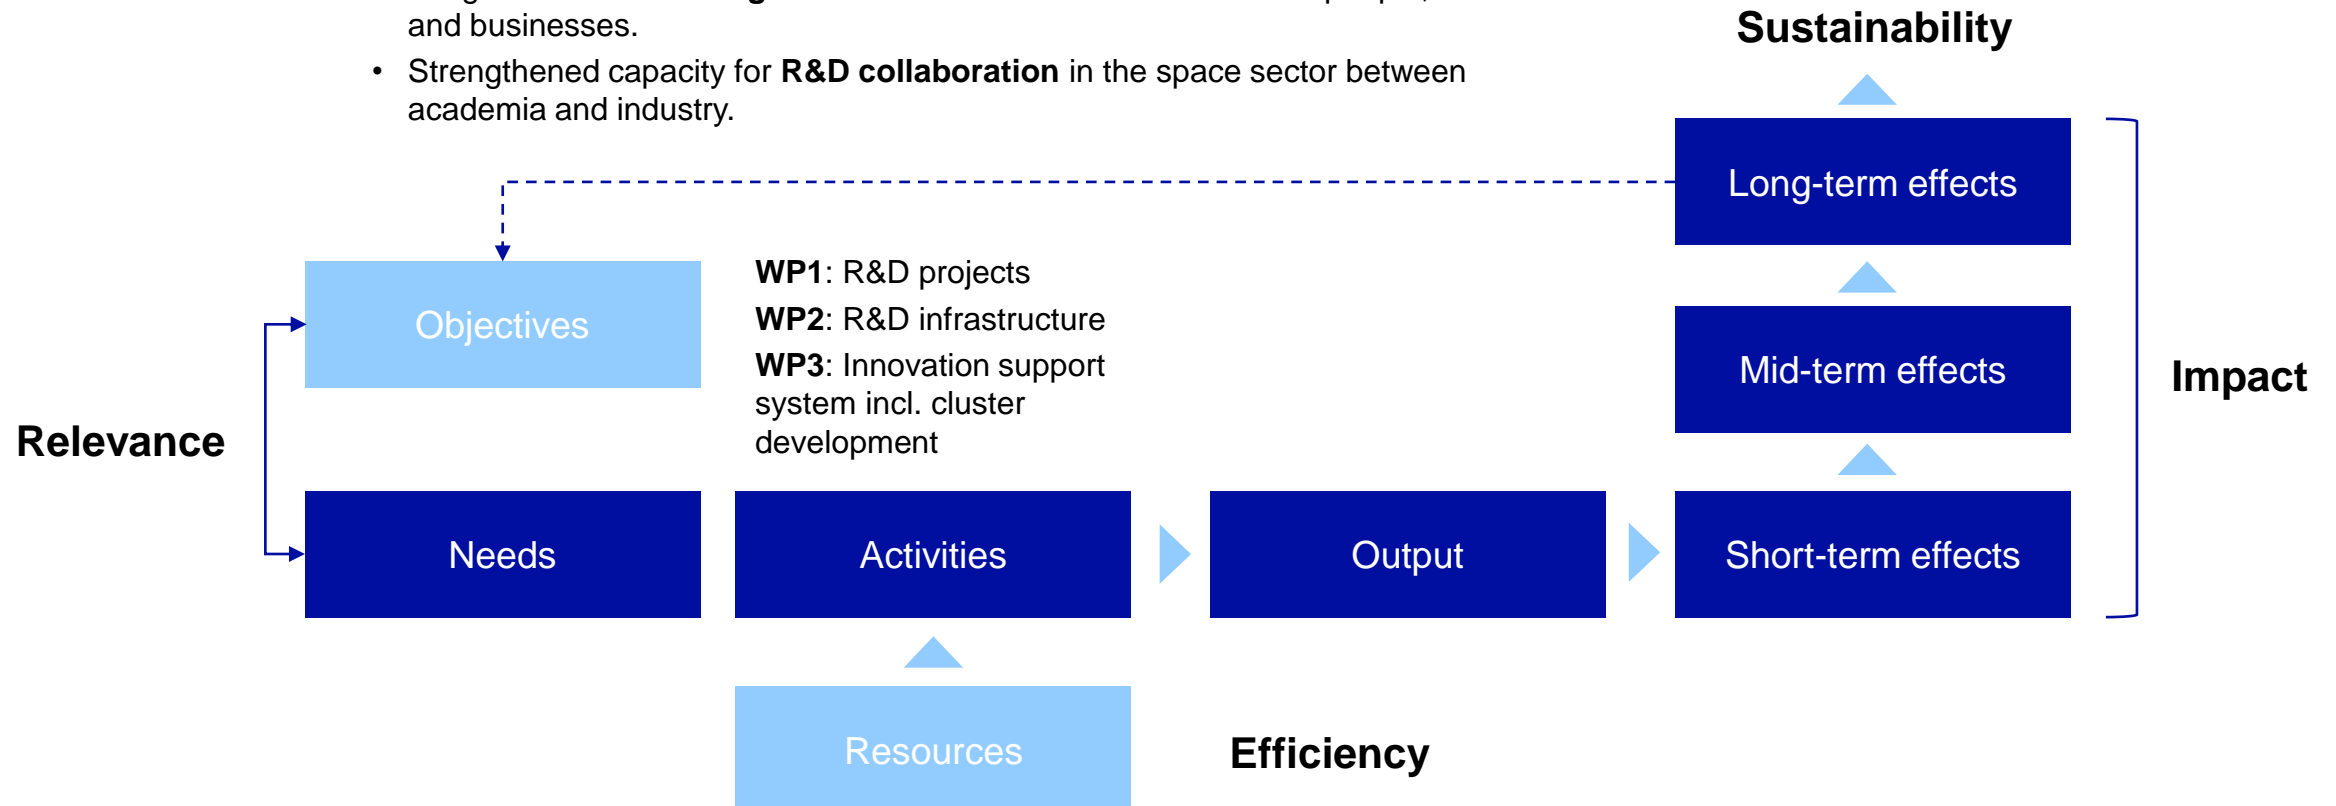 and businesses.
• Strengthened capacity for R&D collaboration in the space sector between
academia and industry.
Sustainability
Long-term effects
WP1: R&D projects
WP2: R&D infrastructure
WP3: Innovation support
system incl. cluster
development
Objectives
Mid-term effects
Impact
Relevance
Needs
Activities
Output
Short-term effects
Resources
Efficiency